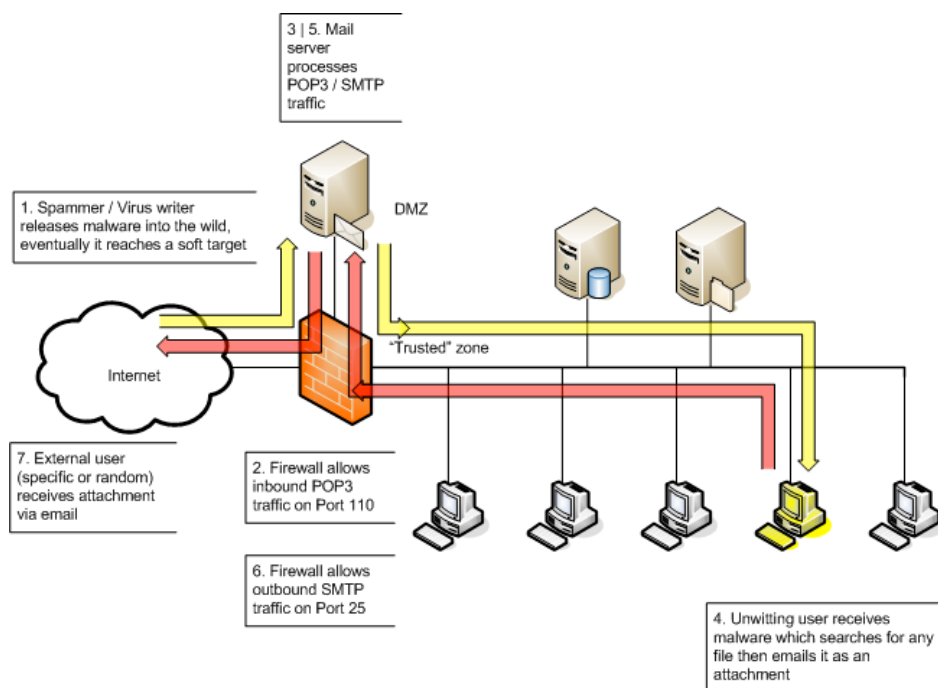 3 | 5. Mail
server
processes
POP3 / SMTP
traffic
1. Spammer / Virus writer
releases malware into the wild,
eventually it reaches a soft target
DMZ
"Trusted" zone
Internet
7. External user
(specific or random)
receives attachment
via email
2. Firewall allows
inbound POP3
traffic on Port 110
6. Firewall allows
outbound SMTP
traffic on Port 25
4. Unwitting user receives
malware which searches for any
file then emails it as an
attachment